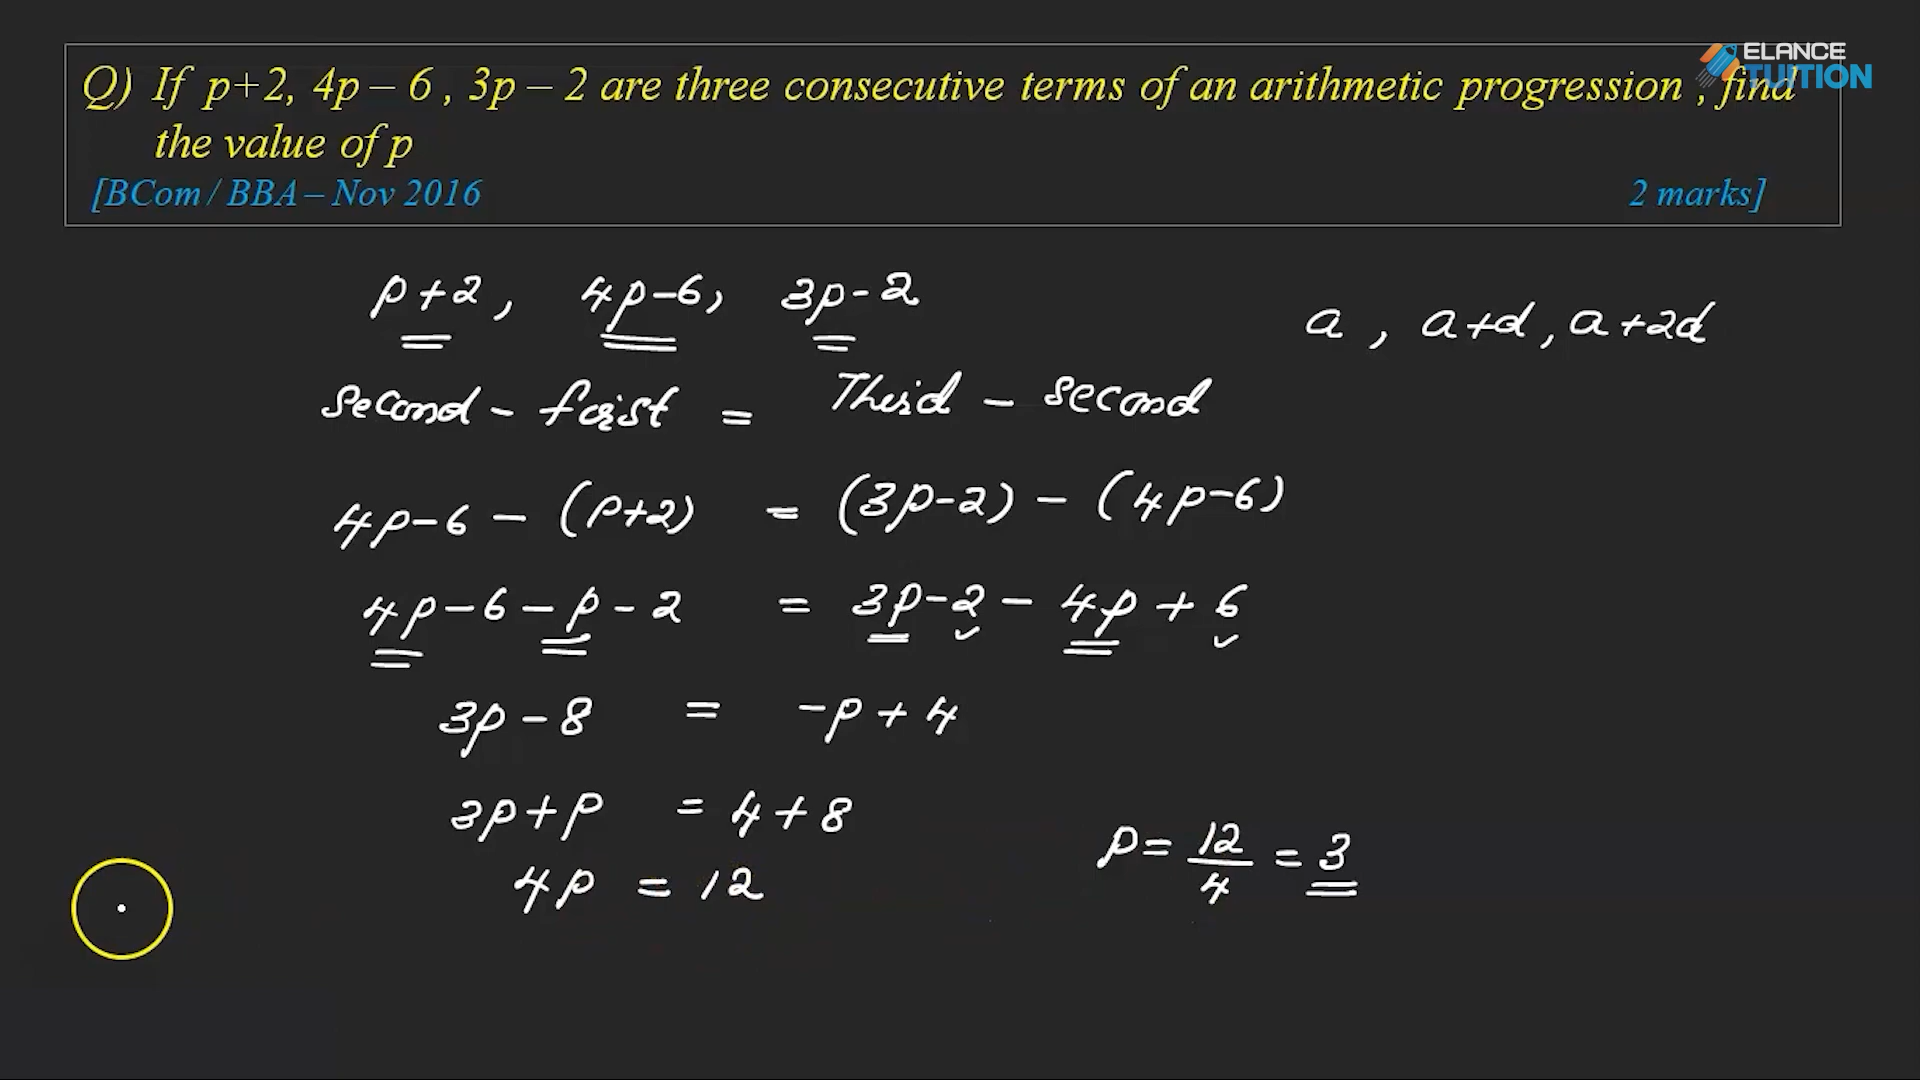 ELANCE
TUITION
Q) If p+2, 4p – 6 , 3p – 2 are three consecutive terms of an arithmetic progression , find
the value of p
[BCom / BBA – Nov 2016 2 marks]
p+2, 4p-6, 3p-2
a , a+d, a+2d
Second - first = Third - second
4p-6 - (p+2) = (3p-2) - (4p-6)
4p-6-p-2 = 3p-2-4p+6
3p-8 = -p+4
3p+p = 4+8
4p = 12
p = 12/4 = 3